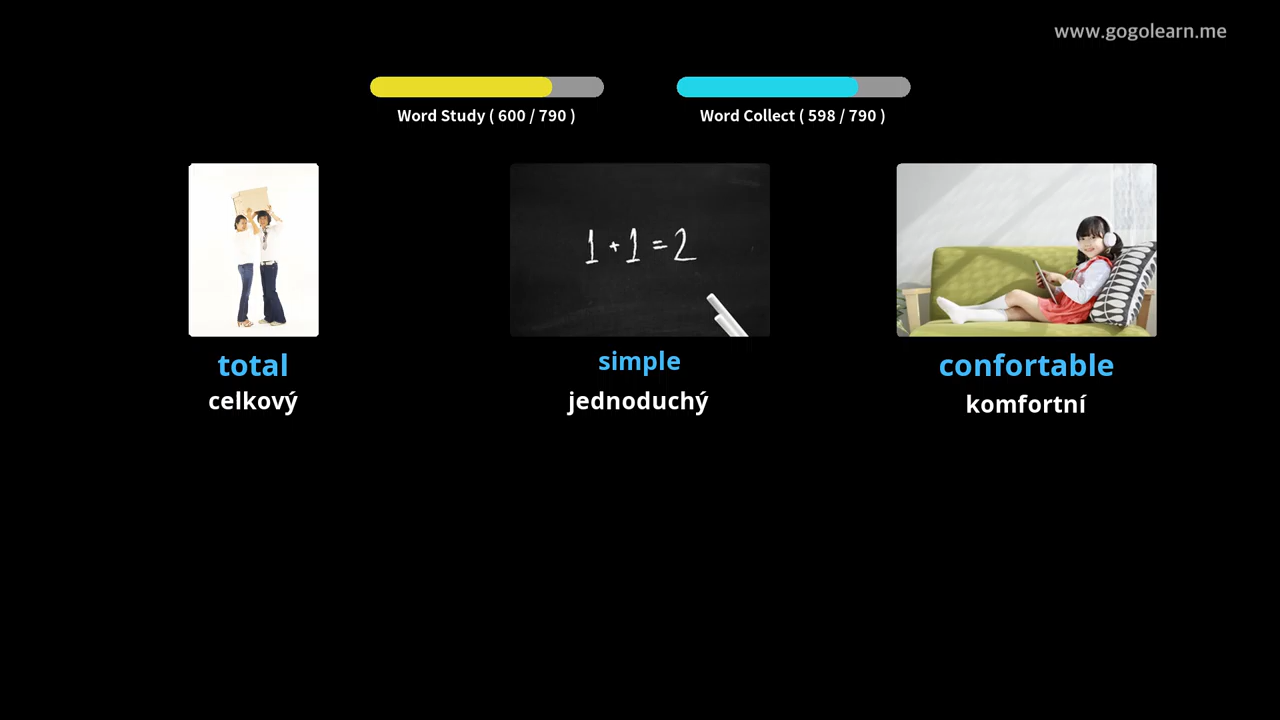 www.gogolearn.me
Word Study ( 600 / 790 )
Word Collect ( 598 / 790 )
1 + 1 = 2
total
celkový
simple
jednoduchý
confortable
komfortní